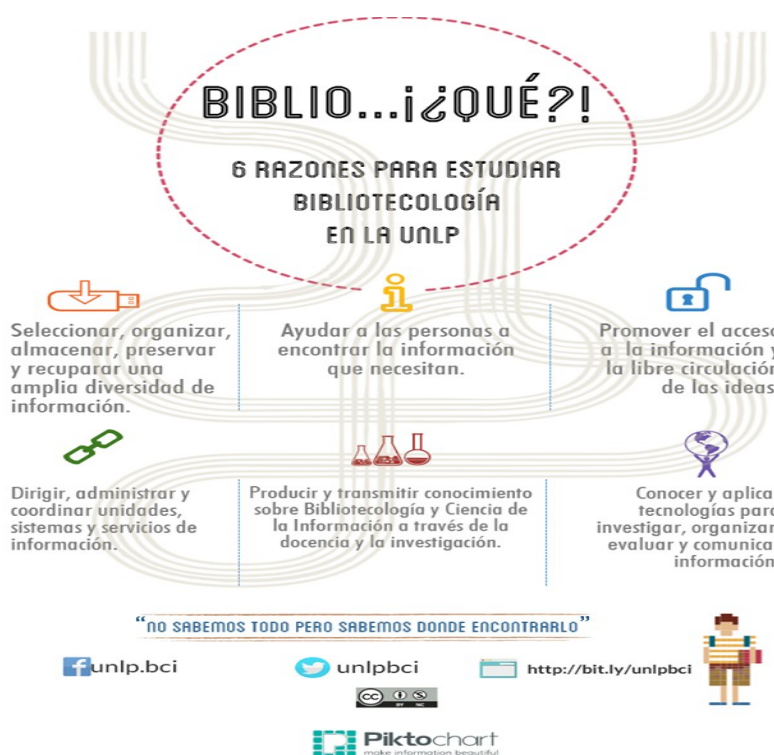 BIBLIO...¡¿QUÉ?!
6 RAZONES PARA ESTUDIAR
BIBLIOTECOLOGÍA
EN LA UNLP
Seleccionar, organizar,
almacenar, preservar
y recuparar una
amplia diversidad de
información.
Ayudar a las personas a
encontrar la información
que necesitan.
Promover el acceso
a la información y
la libre circulación
de las ideas
Dirigir, administrar y
coordinar unidades,
sistemas y servicios de
información.
Producir y transmitir conocimiento
sobre Bibliotecología y Ciencia de
la Información a través de la
docencia y la investigación.
Conocer y aplica
tecnologías para
investigar, organizar
evaluar y comunica
información
“NO SABEMOS TODO PERO SABEMOS DONDE ENCONTRARLO”
unlp.bci
unlpbci
http://bit.ly/unlpbci
CC BY NC
Piktochart
make information beautiful